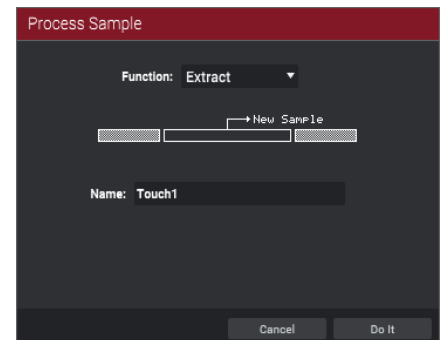 Process Sample
Function: Extract
New Sample
Name: Touch1
Cancel Do It